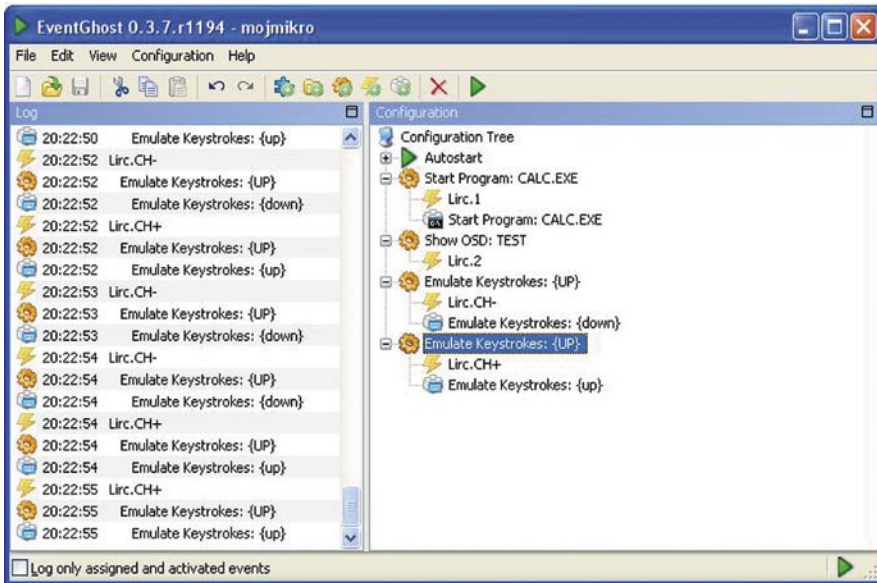 EventGhost 0.3.7.r1194 - mojmikro
File Edit View Configuration Help
Log
20:22:50 Emulate Keystrokes: {up}
20:22:52 Lirc.CH-
20:22:52 Emulate Keystrokes: {UP}
20:22:52 Emulate Keystrokes: {down}
20:22:52 Lirc.CH+
20:22:52 Emulate Keystrokes: {UP}
20:22:52 Emulate Keystrokes: {up}
20:22:53 Lirc.CH-
20:22:53 Emulate Keystrokes: {UP}
20:22:53 Emulate Keystrokes: {down}
20:22:54 Lirc.CH-
20:22:54 Emulate Keystrokes: {UP}
20:22:54 Emulate Keystrokes: {down}
20:22:54 Lirc.CH+
20:22:54 Emulate Keystrokes: {UP}
20:22:54 Emulate Keystrokes: {up}
20:22:55 Lirc.CH+
20:22:55 Emulate Keystrokes: {UP}
20:22:55 Emulate Keystrokes: {up}
Configuration
Configuration Tree
Autostart
Start Program: CALC.EXE
Lirc.1
Start Program: CALC.EXE
Show OSD: TEST
Lirc.2
Emulate Keystrokes: {UP}
Lirc.CH-
Emulate Keystrokes: {down}
Emulate Keystrokes: {UP}
Lirc.CH+
Emulate Keystrokes: {up}
Log only assigned and activated events